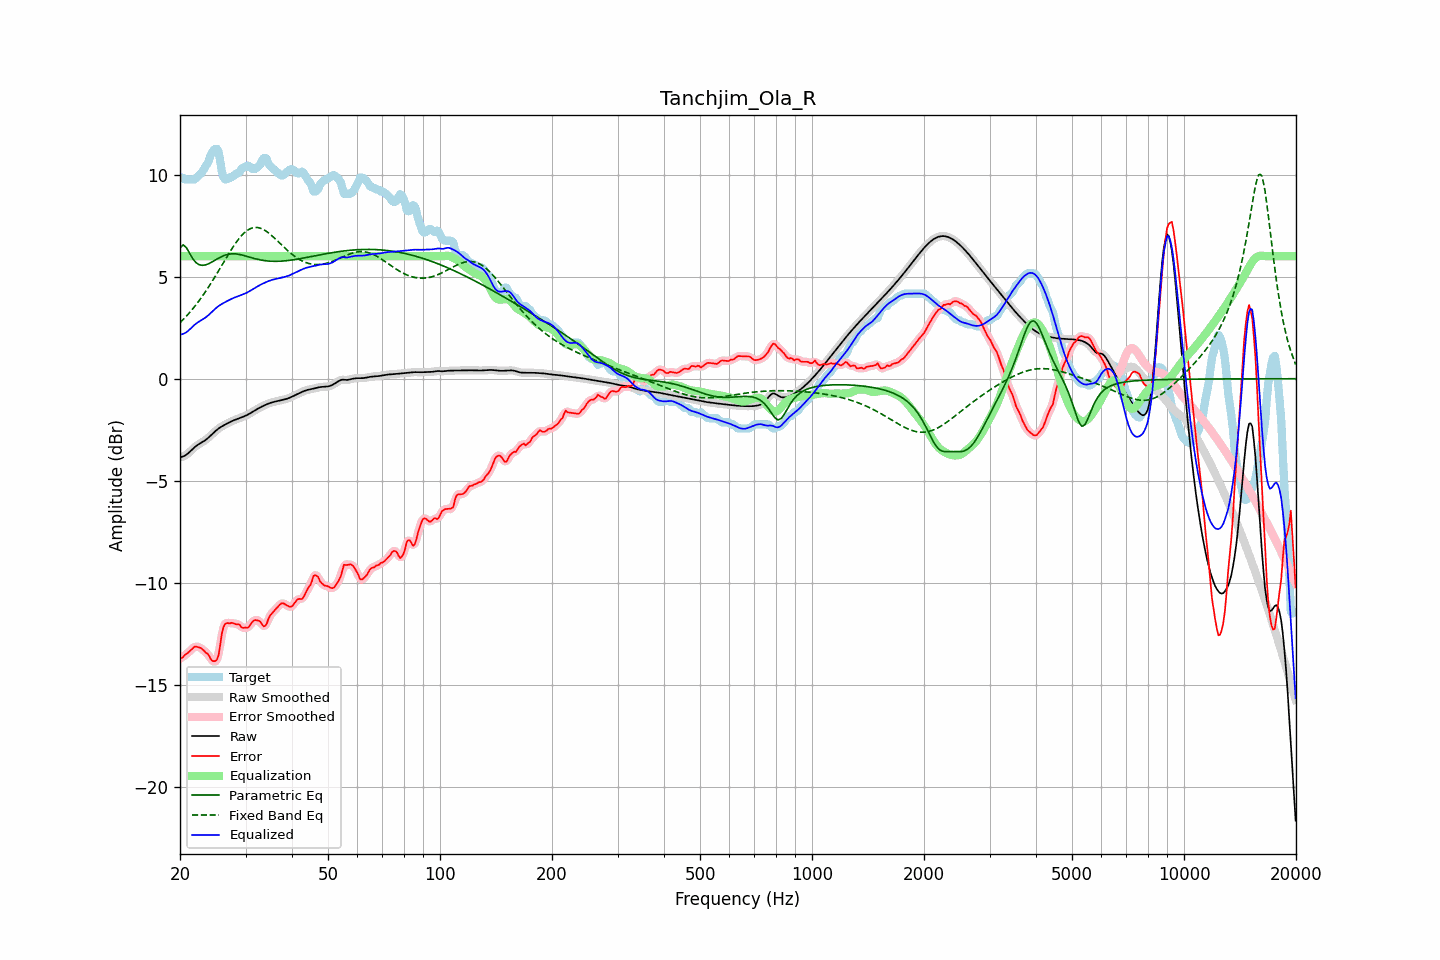 Tanchjim_Ola_R
Amplitude (dBr)
10
5
0
−5
−10
−15
−20
Target
Raw Smoothed
Error Smoothed
Raw
Error
Equalization
Parametric Eq
Fixed Band Eq
Equalized
20 50 100 200 500 1000 2000 5000 10000 20000
Frequency (Hz)